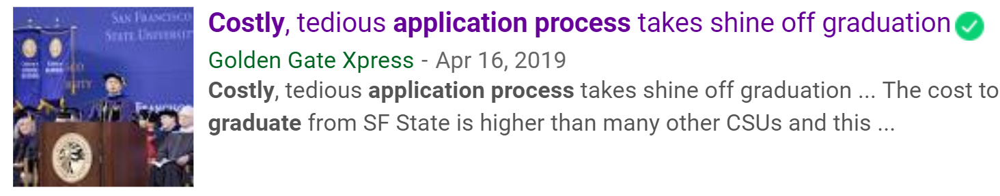 SAN FRANCISCO
STATE UNIVERSITY
Costly, tedious application process takes shine off graduation
Golden Gate Xpress - Apr 16, 2019
Costly, tedious application process takes shine off graduation ... The cost to
graduate from SF State is higher than many other CSUs and this ...